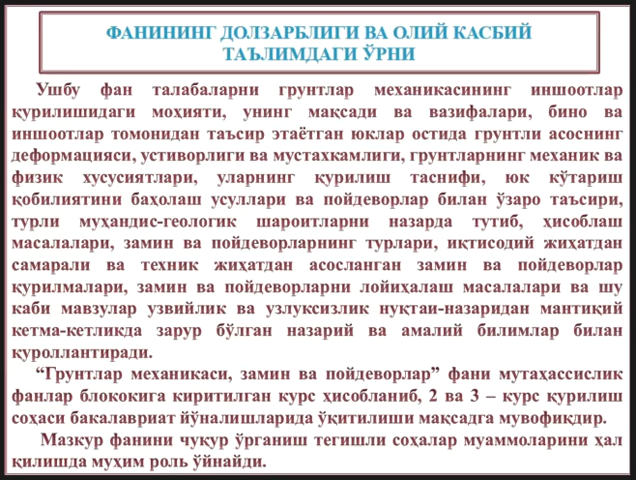 ФАНИНИНГ ДОЛЗАРБЛИГИ ВА ОЛИЙ КАСБИЙ
ТАЪЛИМДАГИ ЎРНИ
Ушбу фан талабаларни грунтлар механикасининг иншоотлар
қурилишидаги моҳияти, унинг мақсади ва вазифалари, бино ва
иншоотлар томонидан таъсир этаётган юклар остида грунтли асоснинг
деформацияси, устиворлиги ва мустахкамлиги, грунтларнинг механик ва
физик хусусиятлари, уларнинг қурилиш таснифи, юк кўтариш
қобилиятини баҳолаш усуллари ва пойдеворлар билан ўзаро таъсири,
турли муҳандис-геологик шароитларни назарда тутиб, ҳисоблаш
масалалари, замин ва пойдеворларнинг турлари, иқтисодий жиҳатдан
самарали ва техник жиҳатдан асосланган замин ва пойдеворлар
қурилмалари, замин ва пойдеворларни лойиҳалаш масалалари ва шу
каби мавзулар узвийлик ва узлуксизлик нуқтаи-назаридан мантиқий
кетма-кетликда зарур бўлган назарий ва амалий билимлар билан
қуроллантиради.
“Грунтлар механикаси, замин ва пойдеворлар” фани мутаҳассислик
фанлар блококига киритилган курс ҳисобланиб, 2 ва 3 – курс қурилиш
соҳаси бакалавриат йўналишларида ўқитилиши мақсадга мувофиқдир.
Мазкур фанини чуқур ўрганиш тегишли соҳалар муаммоларини ҳал
қилишда муҳим роль ўйнайди.